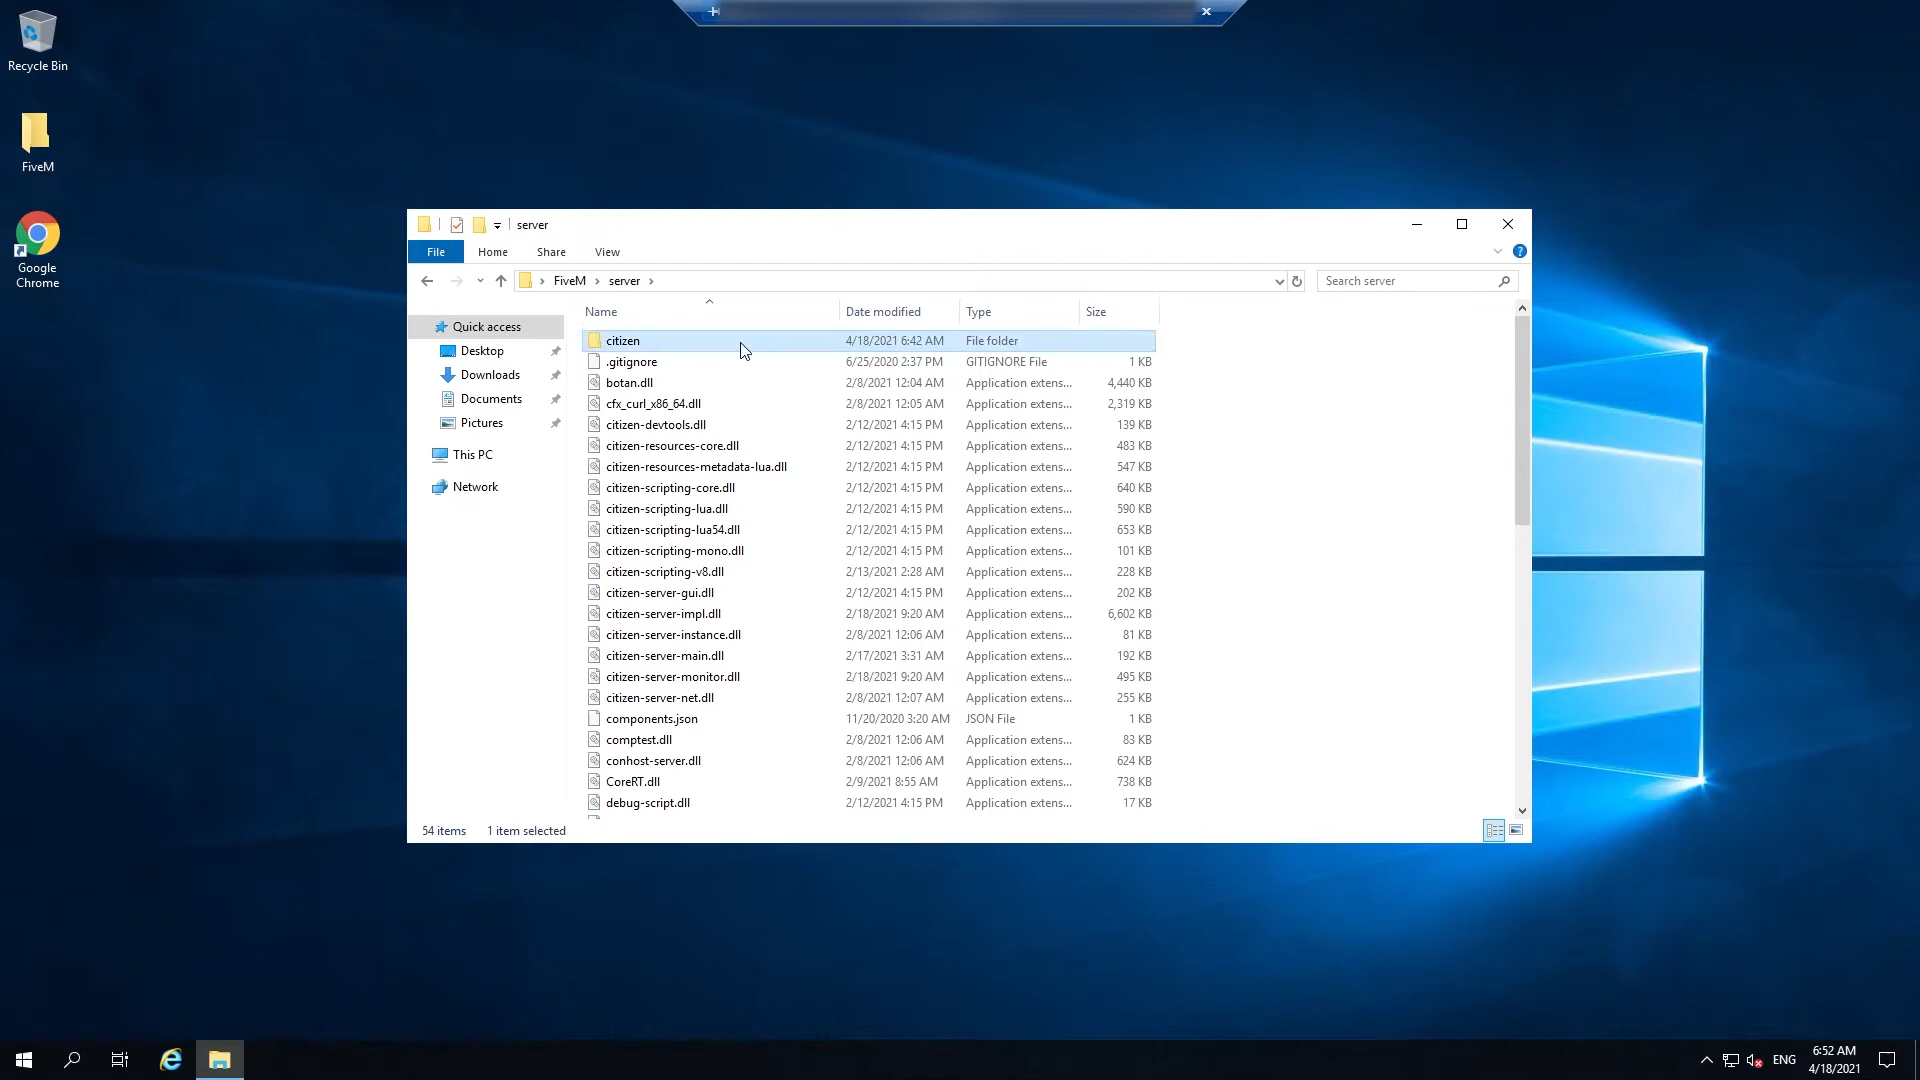 Recycle Bin
FiveM
Google
Chrome
server
File Home Share View
FiveM server
Search server
Quick access
Desktop
Downloads
Documents
Pictures
This PC
Network
Name Date modified Type Size
citizen 4/18/2021 6:42 AM File folder
.gitignore 6/25/2020 2:37 PM GITIGNORE File 1 KB
botan.dll 2/8/2021 12:04 AM Application extens... 4,440 KB
cfx_curl_x86_64.dll 2/8/2021 12:05 AM Application extens... 2,319 KB
citizen-devtools.dll 2/12/2021 4:15 PM Application extens... 139 KB
citizen-resources-core.dll 2/12/2021 4:15 PM Application extens... 483 KB
citizen-resources-metadata-lua.dll 2/12/2021 4:15 PM Application extens... 547 KB
citizen-scripting-core.dll 2/12/2021 4:15 PM Application extens... 640 KB
citizen-scripting-lua.dll 2/12/2021 4:15 PM Application extens... 590 KB
citizen-scripting-lua54.dll 2/12/2021 4:15 PM Application extens... 653 KB
citizen-scripting-mono.dll 2/12/2021 4:15 PM Application extens... 101 KB
citizen-scripting-v8.dll 2/13/2021 2:28 AM Application extens... 228 KB
citizen-server-gui.dll 2/12/2021 4:15 PM Application extens... 202 KB
citizen-server-impl.dll 2/18/2021 9:20 AM Application extens... 6,602 KB
citizen-server-instance.dll 2/8/2021 12:06 AM Application extens... 81 KB
citizen-server-main.dll 2/17/2021 3:31 AM Application extens... 192 KB
citizen-server-monitor.dll 2/18/2021 9:20 AM Application extens... 495 KB
citizen-server-net.dll 2/8/2021 12:07 AM Application extens... 255 KB
components.json 11/20/2020 3:20 AM JSON File 1 KB
comptest.dll 2/8/2021 12:06 AM Application extens... 83 KB
conhost-server.dll 2/8/2021 12:06 AM Application extens... 624 KB
CoreRT.dll 2/9/2021 8:55 AM Application extens... 738 KB
debug-script.dll 2/12/2021 4:15 PM Application extens... 17 KB
54 items 1 item selected
ENG
6:52 AM
4/18/2021